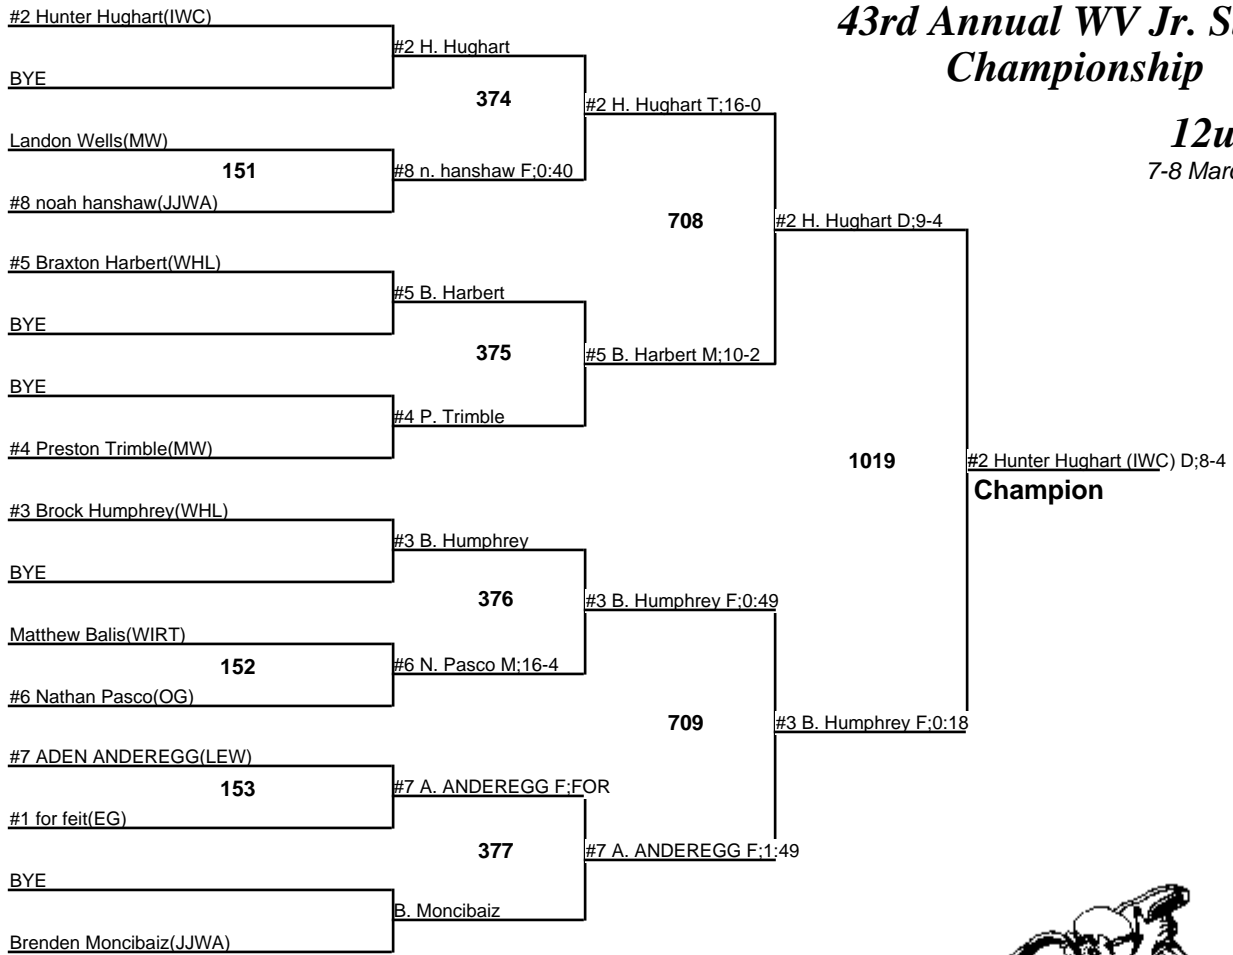 43rd Annual WV Jr.
Championship
12u
7-8
#2 Hunter Hughart(IWC)
BYE
Landon Wells(MW)
151
#8 noah hanshaw(JJWA)
#5 Braxton Harbert(WHL)
BYE
BYE
#4 Preston Trimble(MW)
#3 Brock Humphrey(WHL)
BYE
Matthew Balis(WIRT)
152
#6 Nathan Pasco(OG)
#7 ADEN ANDEREGG(LEW)
153
#1 for feit(EG)
BYE
Brenden Moncibaiz(JJWA)
#2 H. Hughart
374
#8 n. hanshaw F;0:40
#5 B. Harbert
375
#4 P. Trimble
#3 B. Humphrey
376
#6 N. Pasco M;16-4
#7 A. ANDEREGG F;FOR
377
B. Moncibaiz
#2 H. Hughart T;16-0
708
#5 B. Harbert M;10-2
#3 B. Humphrey F;0:49
709
#7 A. ANDEREGG F;1:49
#2 H. Hughart D;9-4
1019
#3 B. Humphrey F;0:18
#2 Hunter Hughart (IWC) D;8-4
Champion